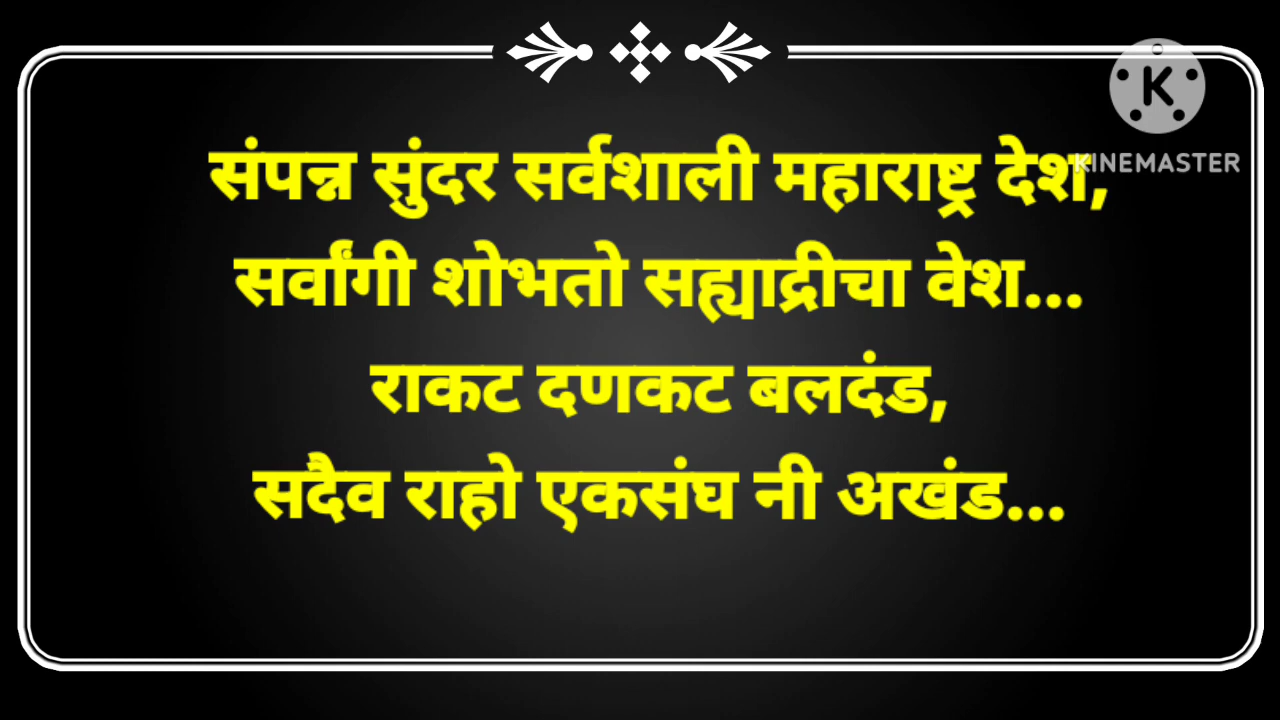 संपन्न सुंदर सर्वशाली महाराष्ट्र देश,
सर्वांगी शोभतो सह्याद्रीचा वेश...
राकट दणकट बलदंड,
सदैव राहो एकसंघ नी अखंड...
K
KINEMASTER